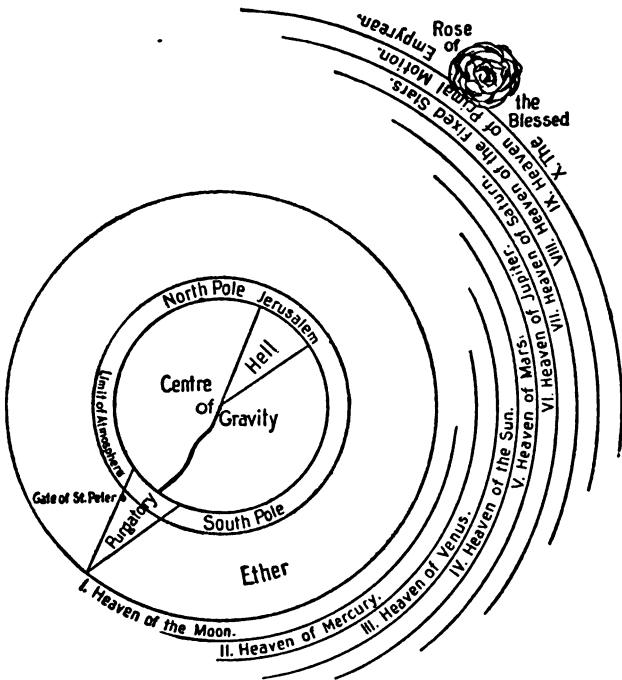 Rose
of
the
Blessed
X. The Empyrean.
IX. Heaven of Primal Motion.
VIII. Heaven of the Fixed Stars.
VII. Heaven of Saturn.
VI. Heaven of Jupiter.
V. Heaven of Mars.
IV. Heaven of the Sun.
III. Heaven of Venus.
II. Heaven of Mercury.
I. Heaven of the Moon.
North Pole
Jerusalem
Hell
Centre
of
Gravity
Limit of Atmosphere
Gate of St. Peter
Purgatory
South Pole
Ether